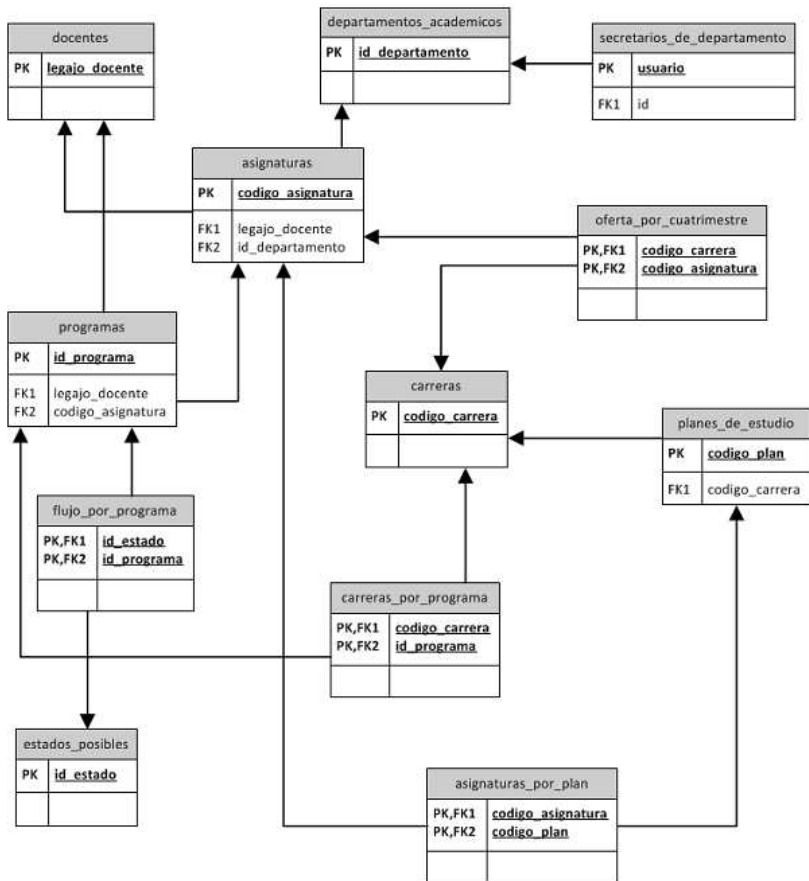 docentes
PK legajo_docente
departamentos_academicos
PK id_departamento
secretarios_de_departamento
PK usuario
FK1 id
asignaturas
PK codigo_asignatura
FK1 legajo_docente
FK2 id_departamento
oferta_por_cuatrimestre
PK,FK1 codigo_carrera
PK,FK2 codigo_asignatura
programas
PK id_programa
FK1 legajo_docente
FK2 codigo_asignatura
carreras
PK codigo_carrera
planes_de_estudio
PK codigo_plan
FK1 codigo_carrera
flujo_por_programa
PK,FK1 id_estado
PK,FK2 id_programa
carreras_por_programa
PK,FK1 codigo_carrera
PK,FK2 id_programa
estados_posibles
PK id_estado
asignaturas_por_plan
PK,FK1 codigo_asignatura
PK,FK2 codigo_plan